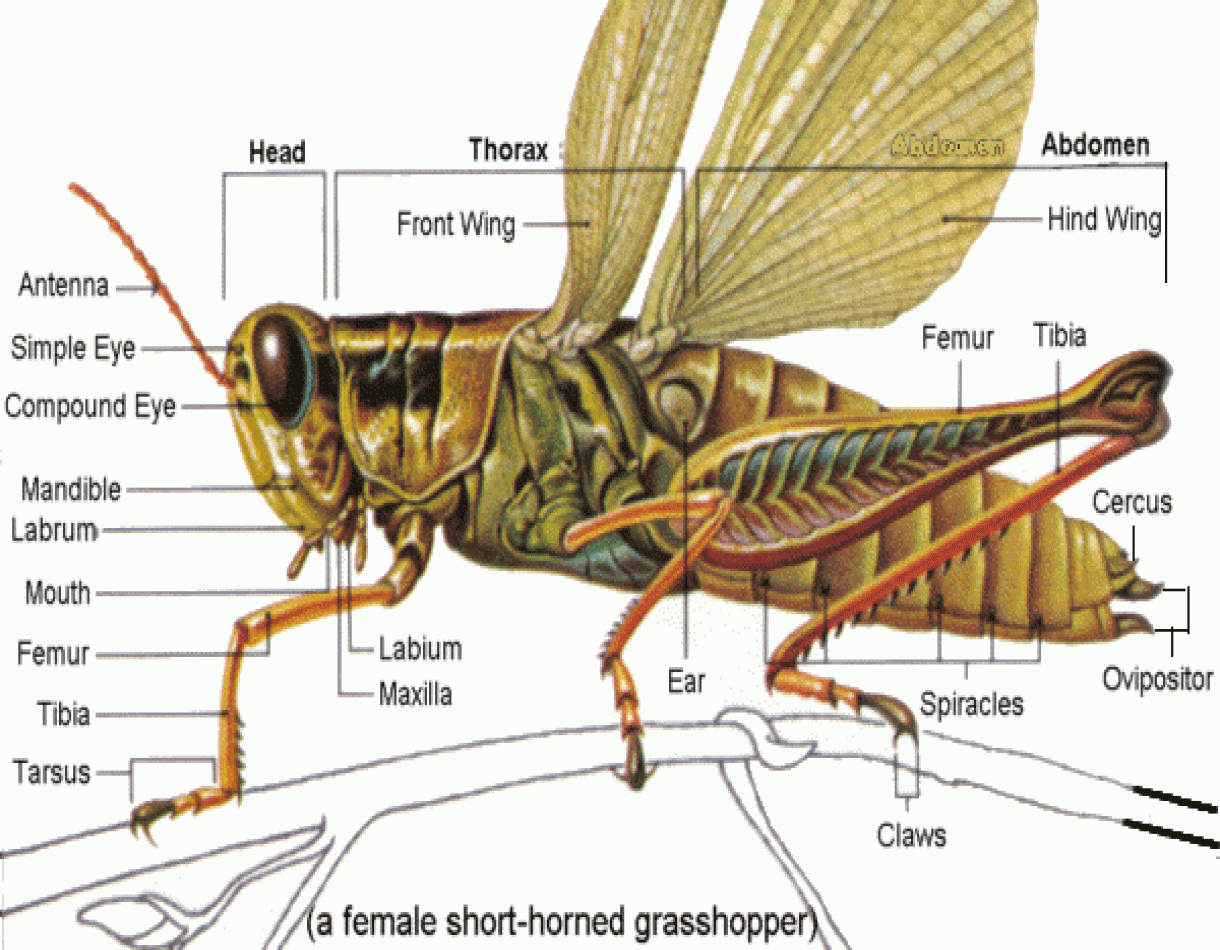 Head
Thorax
Abdomen
Abdomen
Front Wing
Hind Wing
Antenna
Simple Eye
Femur
Tibia
Compound Eye
Mandible
Cercus
Labrum
Mouth
Femur
Labium
Ear
Ovipositor
Maxilla
Spiracles
Tibia
Tarsus
Claws
(a female short-horned grasshopper)